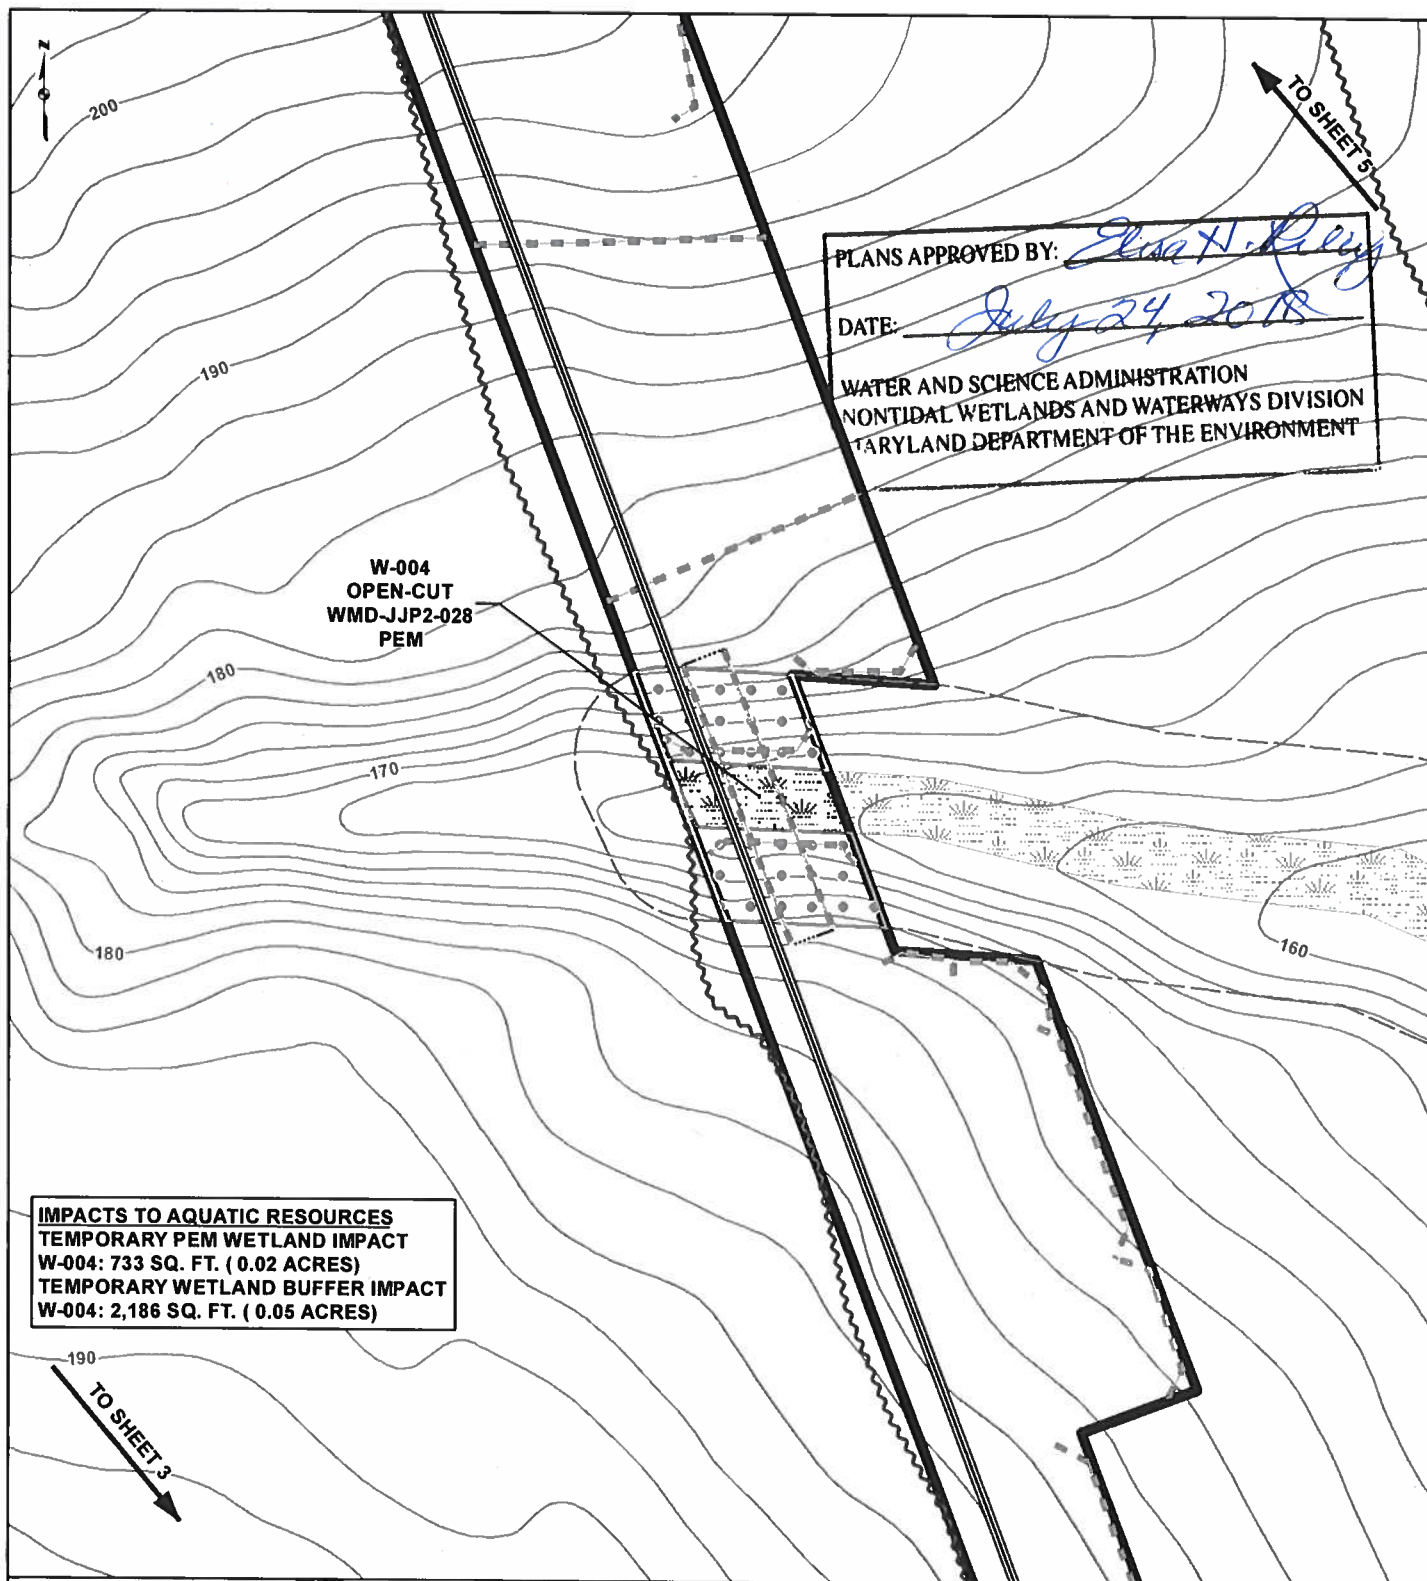 N
200
TO SHEET 5
PLANS APPROVED BY: Elisa H. Riley
DATE: July 24, 2018
WATER AND SCIENCE ADMINISTRATION
NONTIDAL WETLANDS AND WATERWAYS DIVISION
ARYLAND DEPARTMENT OF THE ENVIRONMENT
190
W-004
OPEN-CUT
WMD-JJP2-028
PEM
180
170
180
160
IMPACTS TO AQUATIC RESOURCES
TEMPORARY PEM WETLAND IMPACT
W-004: 733 SQ. FT. ( 0.02 ACRES)
TEMPORARY WETLAND BUFFER IMPACT
W-004: 2,186 SQ. FT. ( 0.05 ACRES)
190
TO SHEET 3